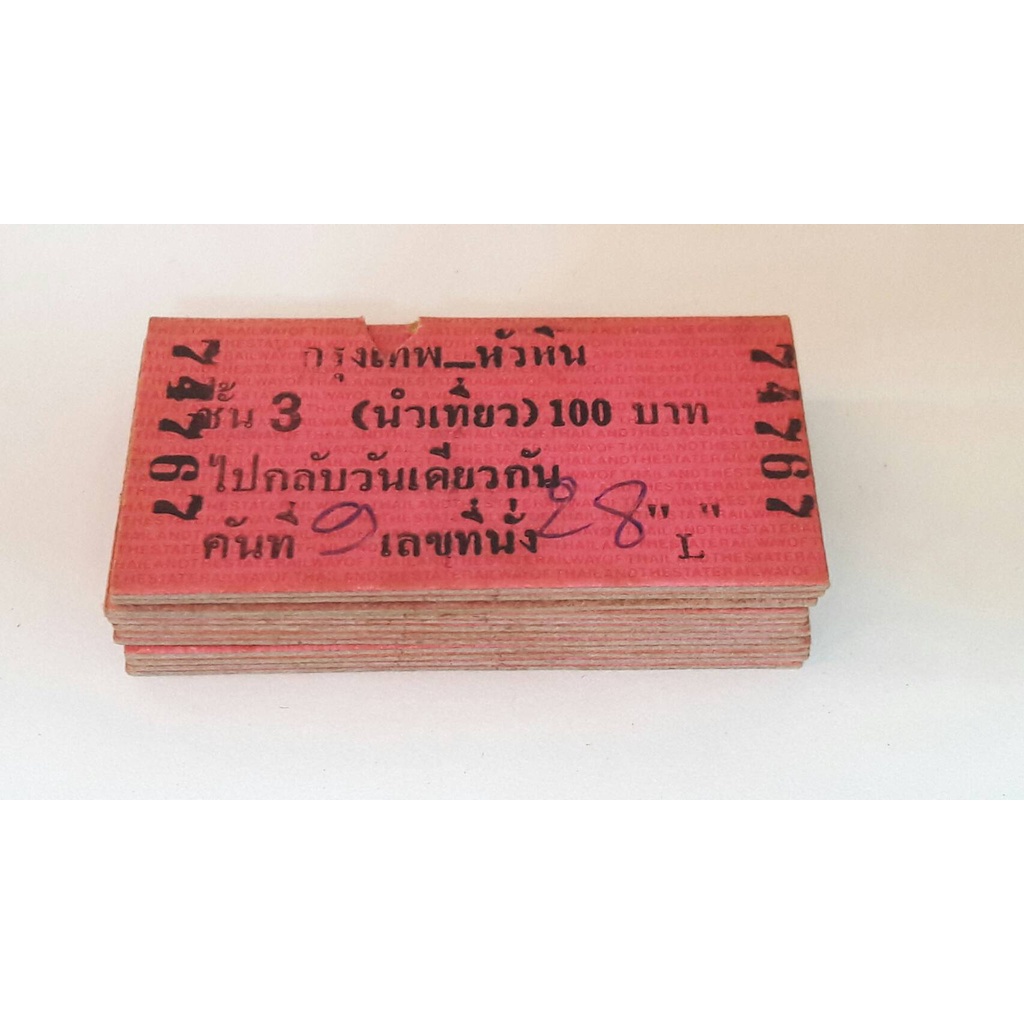 กรุงเทพ_หัวหิน
ชั้น 3 (นำเที่ยว) 100 บาท
ไปกลับวันเดียวกัน
คันที่ 9 เลขที่นั่ง 28 " "
L
74767
74767
THESTATERAILWAYOFTHAILAND